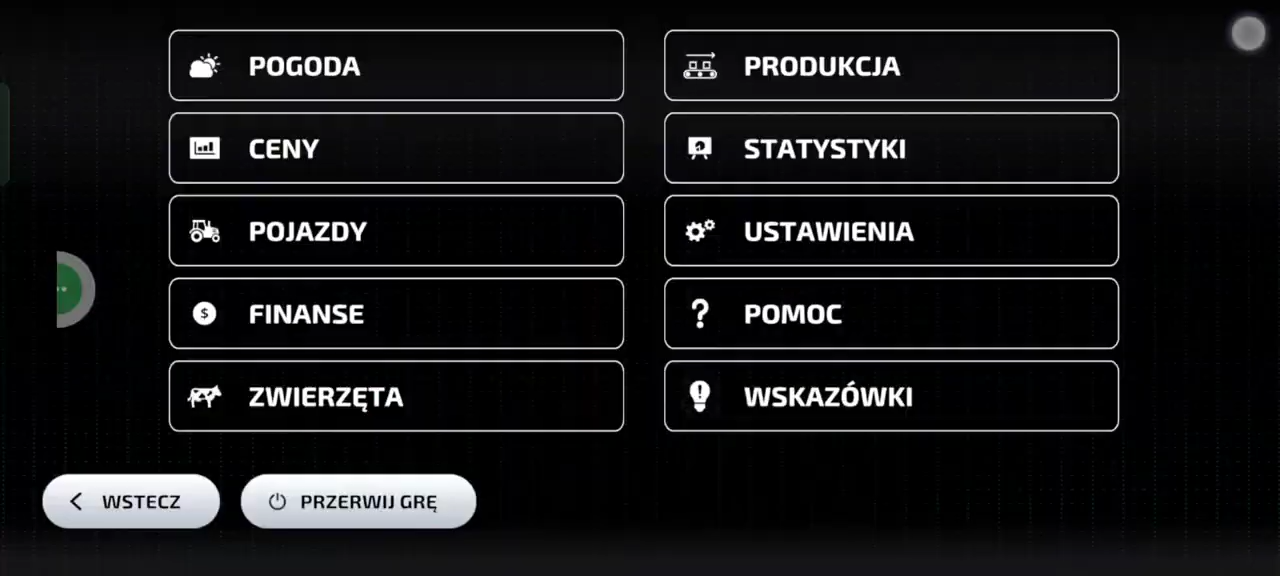 POGODA
PRODUKCJA
CENY
STATYSTYKI
POJAZDY
USTAWIENIA
FINANSE
POMOC
ZWIERZĘTA
WSKAZÓWKI
WSTECZ
PRZERWIJ GRĘ